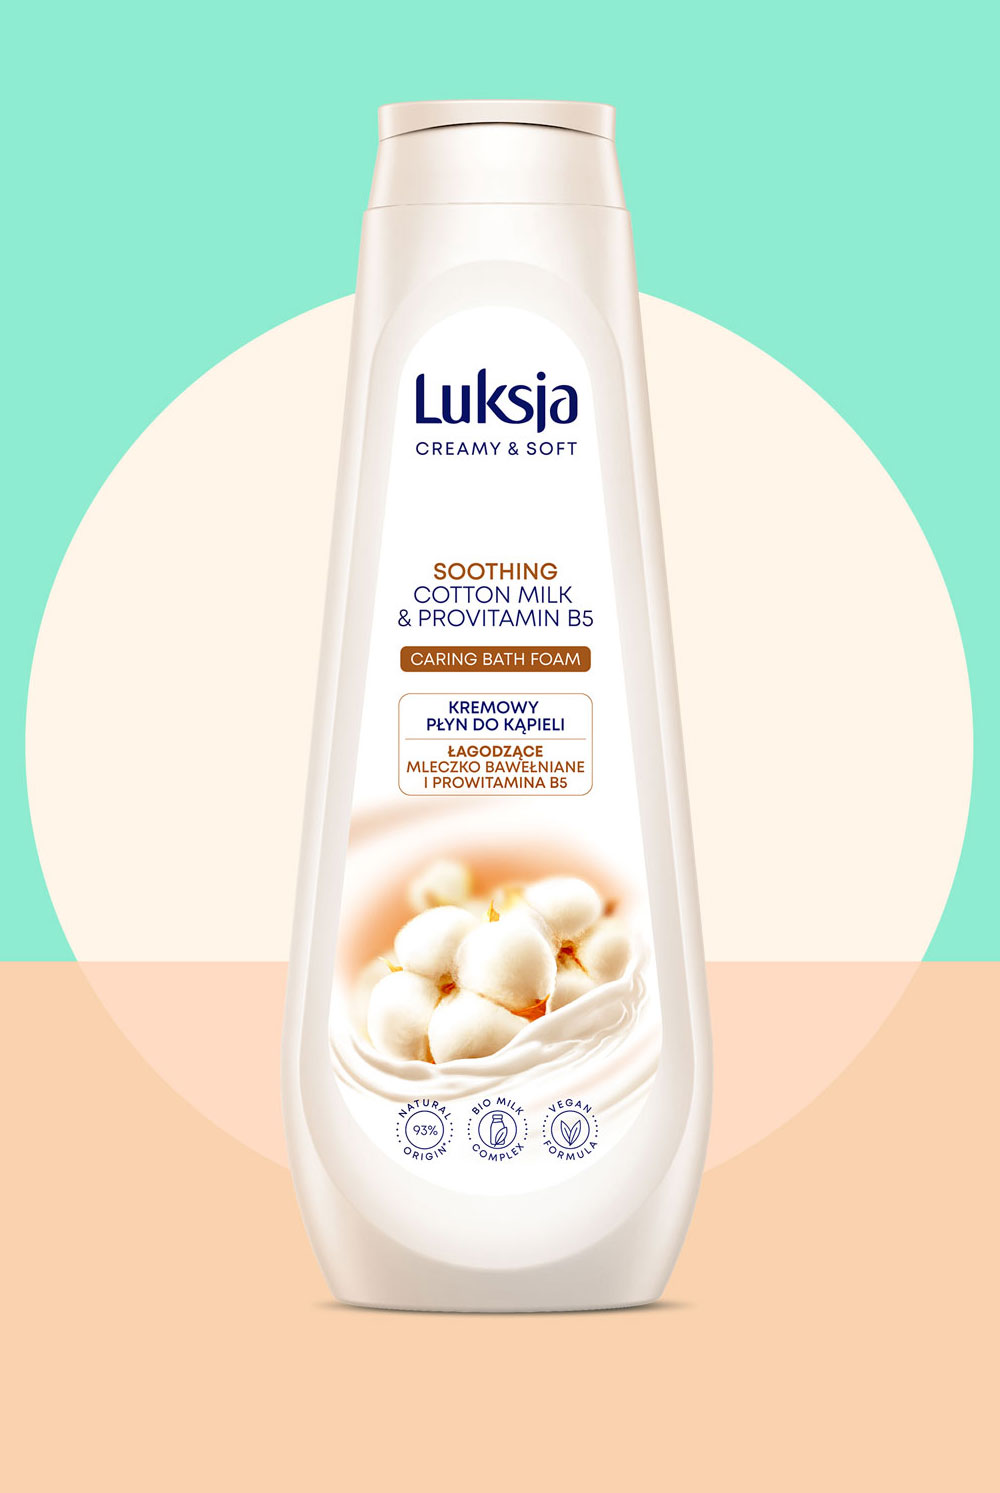 Luksja
CREAMY & SOFT
SOOTHING
COTTON MILK
& PROVITAMIN B5
CARING BATH FOAM
KREMOWY
PŁYN DO KĄPIELI
ŁAGODZĄCE
MLECZKO BAWEŁNIANE
I PROWITAMINA B5
NATURAL
93%
ORIGIN*
BIO MILK
COMPLEX
VEGAN
FORMULA